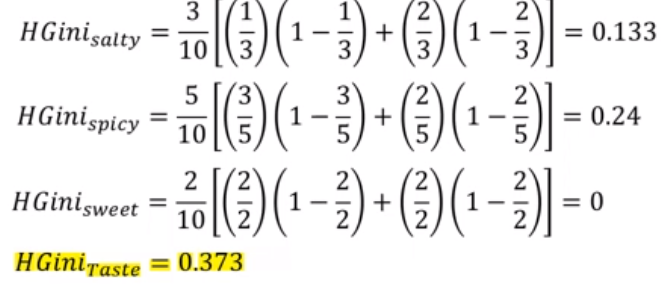 HGini_salty = 3/10 [(1/3)(1 − 1/3) + (2/3)(1 − 2/3)] = 0.133
HGini_spicy = 5/10 [(3/5)(1 − 3/5) + (2/5)(1 − 2/5)] = 0.24
HGini_sweet = 2/10 [(2/2)(1 − 2/2) + (2/2)(1 − 2/2)] = 0
HGini_Taste = 0.373